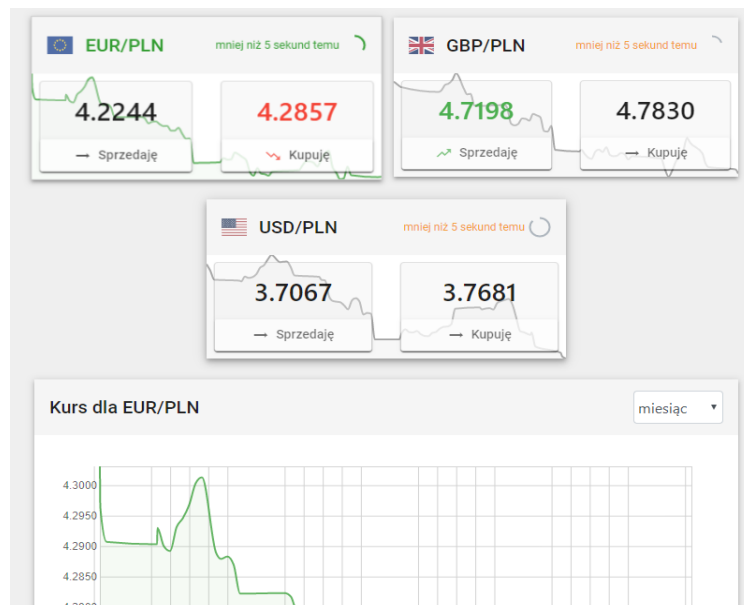 EUR/PLN mniej niż 5 sekund temu
4.2244 4.2857
Sprzedaję Kupuję
GBP/PLN mniej niż 5 sekund temu
4.7198 4.7830
Sprzedaję Kupuję
USD/PLN mniej niż 5 sekund temu
3.7067 3.7681
Sprzedaję Kupuję
Kurs dla EUR/PLN miesiąc
4.3000
4.2950
4.2900
4.2850